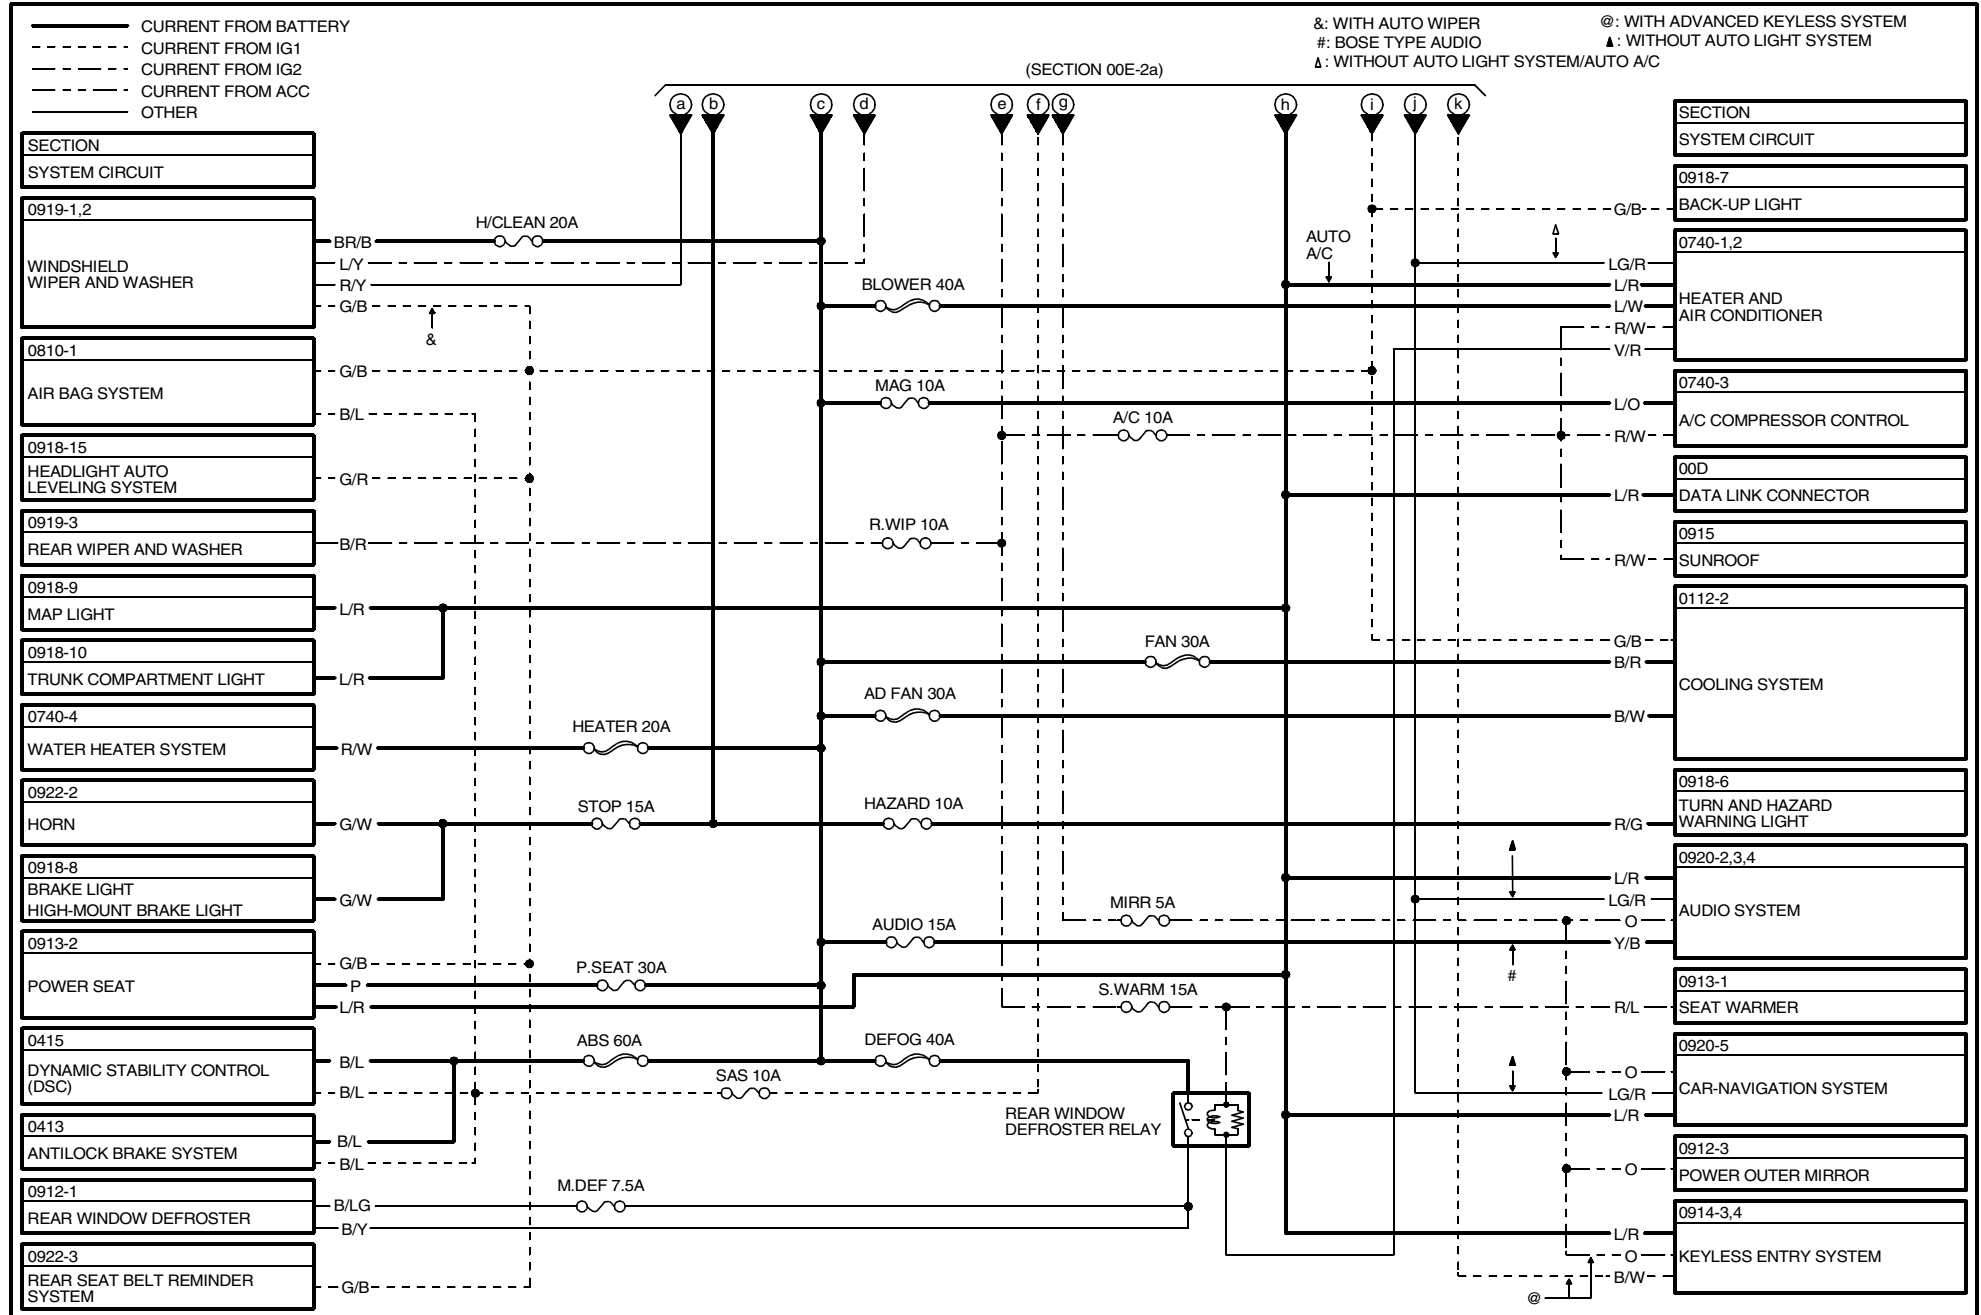 CURRENT FROM BATTERY
CURRENT FROM IG1
CURRENT FROM IG2
CURRENT FROM ACC
OTHER
&: WITH AUTO WIPER
#: BOSE TYPE AUDIO
△: WITHOUT AUTO LIGHT SYSTEM/AUTO A/C
@: WITH ADVANCED KEYLESS SYSTEM
▲: WITHOUT AUTO LIGHT SYSTEM
(SECTION 00E-2a)
a b c d e f g h i j k
SECTION
SYSTEM CIRCUIT
0919-1,2
WINDSHIELD
WIPER AND WASHER
BR/B
L/Y
R/Y
G/B
&
0810-1
AIR BAG SYSTEM
G/B
B/L
0918-15
HEADLIGHT AUTO
LEVELING SYSTEM
G/R
0919-3
REAR WIPER AND WASHER
B/R
0918-9
MAP LIGHT
L/R
0918-10
TRUNK COMPARTMENT LIGHT
L/R
0740-4
WATER HEATER SYSTEM
R/W
0922-2
HORN
G/W
0918-8
BRAKE LIGHT
HIGH-MOUNT BRAKE LIGHT
G/W
0913-2
POWER SEAT
G/B
P
L/R
0415
DYNAMIC STABILITY CONTROL
(DSC)
B/L
B/L
0413
ANTILOCK BRAKE SYSTEM
B/L
B/L
0912-1
REAR WINDOW DEFROSTER
B/LG
B/Y
0922-3
REAR SEAT BELT REMINDER
SYSTEM
G/B
H/CLEAN 20A
BLOWER 40A
MAG 10A
A/C 10A
R.WIP 10A
FAN 30A
AD FAN 30A
HEATER 20A
STOP 15A
HAZARD 10A
MIRR 5A
AUDIO 15A
P.SEAT 30A
S.WARM 15A
ABS 60A
DEFOG 40A
SAS 10A
REAR WINDOW
DEFROSTER RELAY
M.DEF 7.5A
SECTION
SYSTEM CIRCUIT
0918-7
BACK-UP LIGHT
G/B
AUTO
A/C
△
0740-1,2
HEATER AND
AIR CONDITIONER
LG/R
L/R
L/W
R/W
V/R
0740-3
A/C COMPRESSOR CONTROL
L/O
R/W
00D
DATA LINK CONNECTOR
L/R
0915
SUNROOF
R/W
0112-2
COOLING SYSTEM
G/B
B/R
B/W
0918-6
TURN AND HAZARD
WARNING LIGHT
R/G
▲
0920-2,3,4
AUDIO SYSTEM
L/R
LG/R
O
Y/B
#
0913-1
SEAT WARMER
R/L
▲
0920-5
CAR-NAVIGATION SYSTEM
O
LG/R
L/R
0912-3
POWER OUTER MIRROR
O
0914-3,4
KEYLESS ENTRY SYSTEM
L/R
O
B/W
@